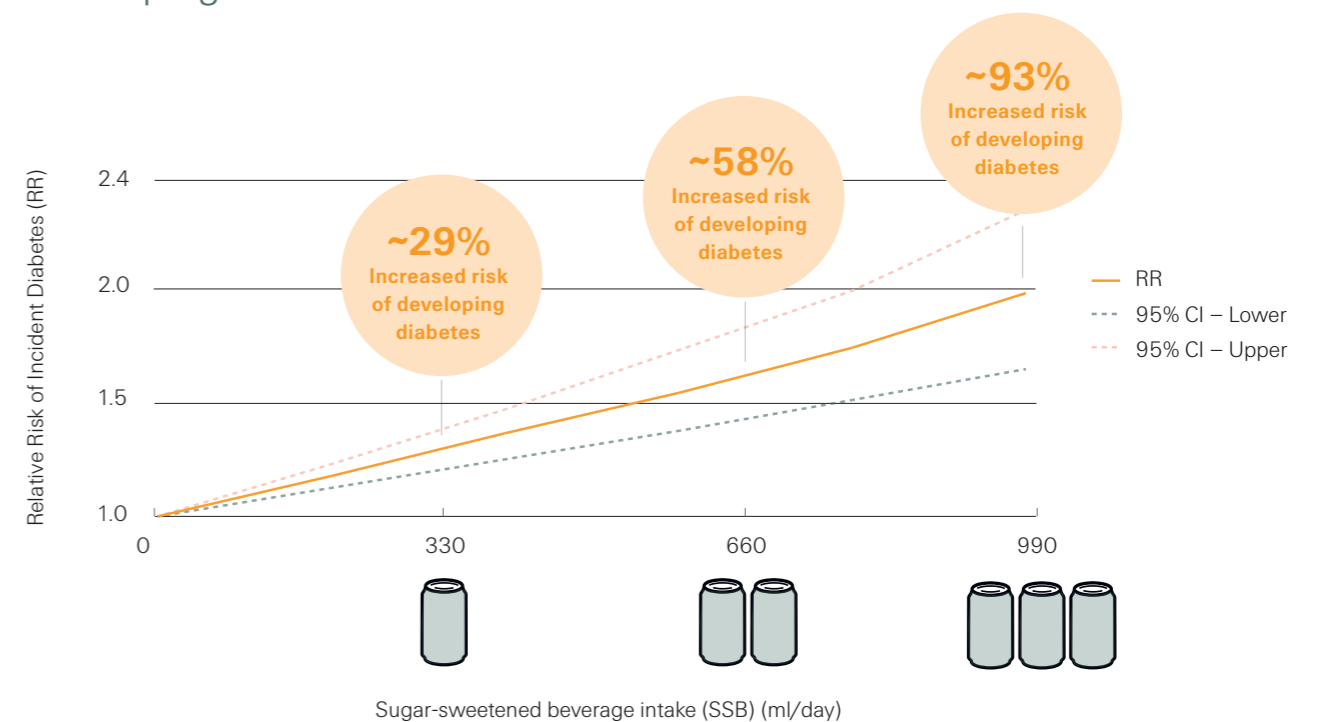 ~93%
Increased risk
of developing
diabetes
~58%
Increased risk
of developing
diabetes
~29%
Increased risk
of developing
diabetes
Relative Risk of Incident Diabetes (RR)
2.4
2.0
1.5
1.0
0
330
660
990
RR
95% CI – Lower
95% CI – Upper
Sugar-sweetened beverage intake (SSB) (ml/day)